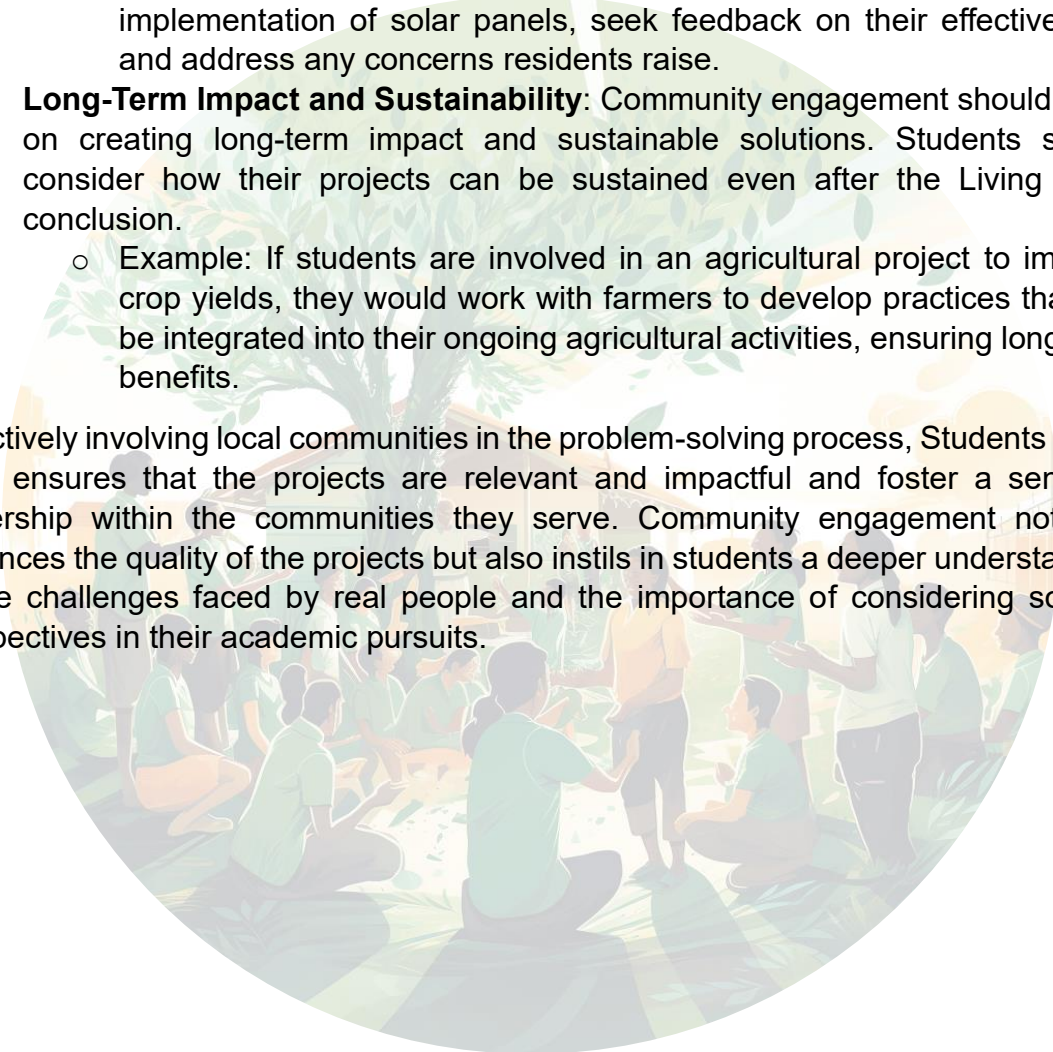 implementation of solar panels, seek feedback on their effective
and address any concerns residents raise.
Long-Term Impact and Sustainability: Community engagement should
on creating long-term impact and sustainable solutions. Students s
consider how their projects can be sustained even after the Living
conclusion.
o Example: If students are involved in an agricultural project to im
crop yields, they would work with farmers to develop practices tha
be integrated into their ongoing agricultural activities, ensuring long
benefits.
ctively involving local communities in the problem-solving process, Students
ensures that the projects are relevant and impactful and foster a ser
ership within the communities they serve. Community engagement not
nces the quality of the projects but also instils in students a deeper understa
e challenges faced by real people and the importance of considering so
pectives in their academic pursuits.